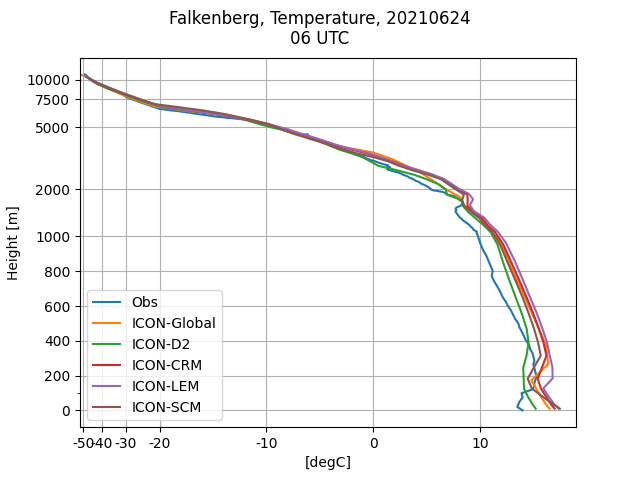 Falkenberg, Temperature, 20210624
06 UTC
Height [m]
10000
7500
5000
2000
1000
800
600
400
200
0
Obs
ICON-Global
ICON-D2
ICON-CRM
ICON-LEM
ICON-SCM
-50 -40 -30 -20 -10 0 10
[degC]